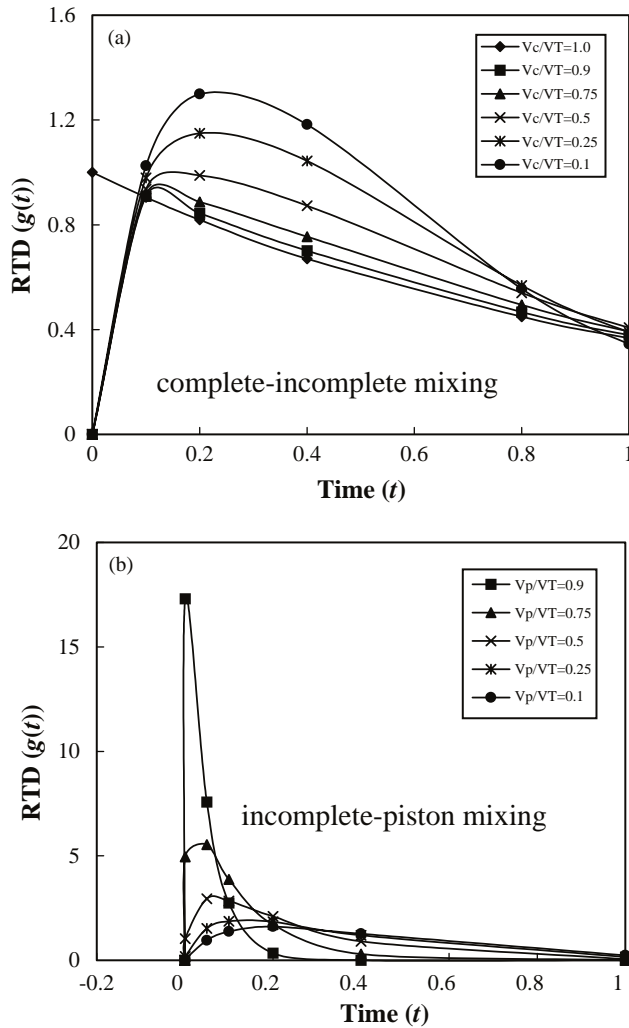 (a)
Vc/VT=1.0
Vc/VT=0.9
Vc/VT=0.75
Vc/VT=0.5
Vc/VT=0.25
Vc/VT=0.1
1.6
1.2
0.8
0.4
0
RTD (g(t))
complete-incomplete mixing
0 0.2 0.4 0.6 0.8 1
Time (t)
(b)
Vp/VT=0.9
Vp/VT=0.75
Vp/VT=0.5
Vp/VT=0.25
Vp/VT=0.1
20
15
10
5
0
RTD (g(t))
incomplete-piston mixing
-0.2 0 0.2 0.4 0.6 0.8 1
Time (t)